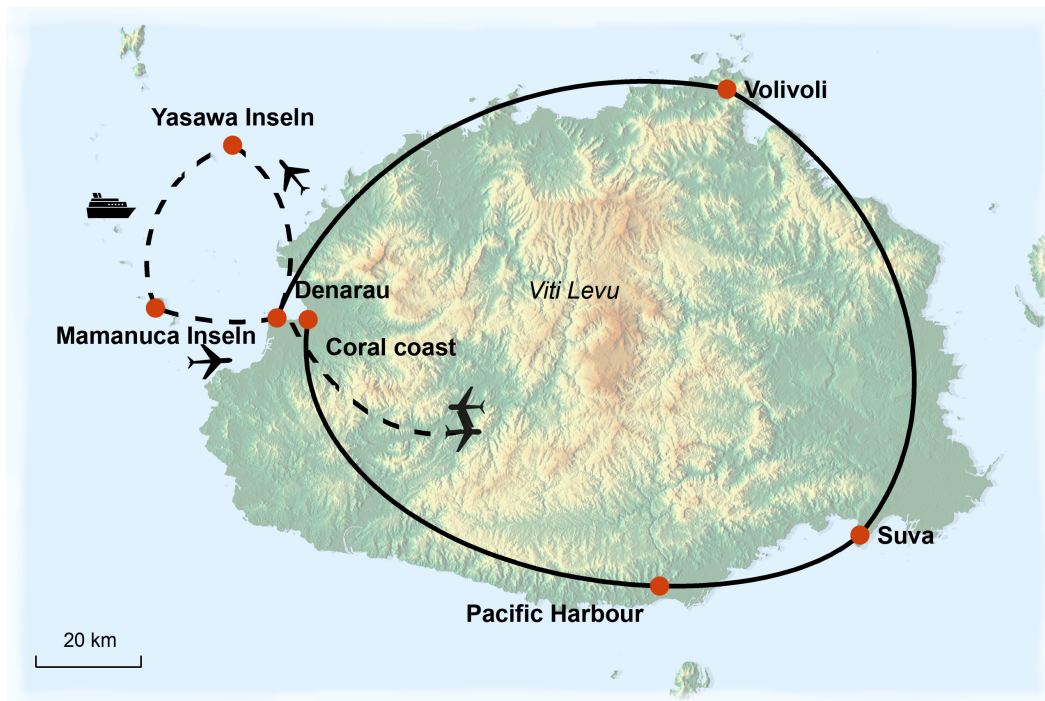 Volivoli
Yasawa Inseln
Denarau
Viti Levu
Mamanuca Inseln
Coral coast
Suva
Pacific Harbour
20 km